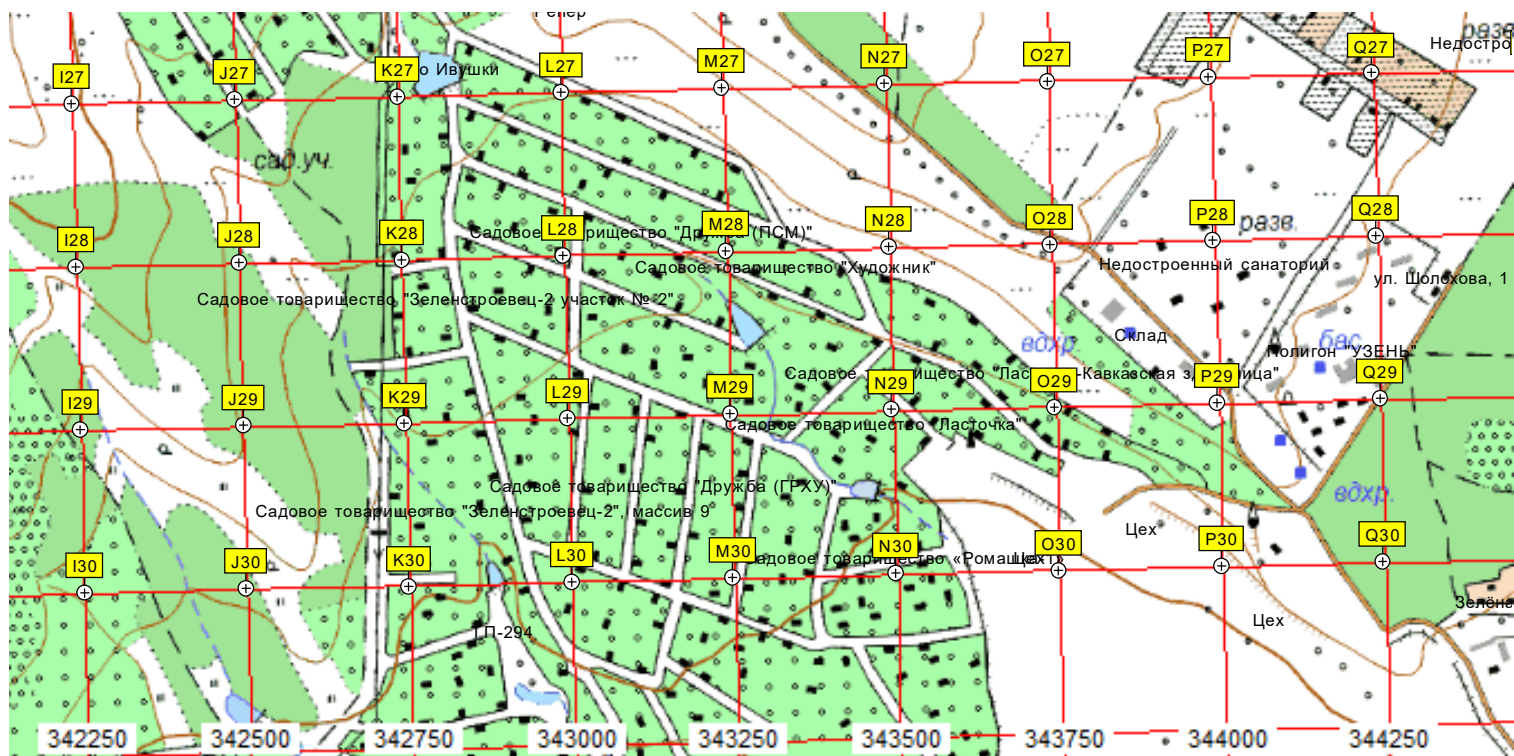 Репер
разв
Недостро
I27
J27
K27
о Ивушки
L27
M27
N27
O27
P27
Q27
сад.уч.
I28
J28
K28
L28
M28
N28
O28
P28
Q28
разв.
Садовое товарищество "Дружба (ПСМ)"
Садовое товарищество "Художник"
Недостроенный санаторий
ул. Шолохова, 1
Садовое товарищество "Зеленстроевец-2 участок № 2"
вдхр.
Склад
бас.
Полигон "УЗЕНЬ"
Садовое
I29
J29
K29
L29
M29
N29
O29
P29
Q29
Садовое товарищество "Ласточка"
Садовое товарищество "Дружба (ГРХУ)"
вдхр.
Садовое товарищество "Зеленстроевец-2", массив 9
Цех
I30
J30
K30
L30
M30
N30
O30
P30
Q30
Садовое товарищество «Ромашка»
Цех
Зелёна
Цех
ГП-294
342250
342500
342750
343000
343250
343500
343750
344000
344250